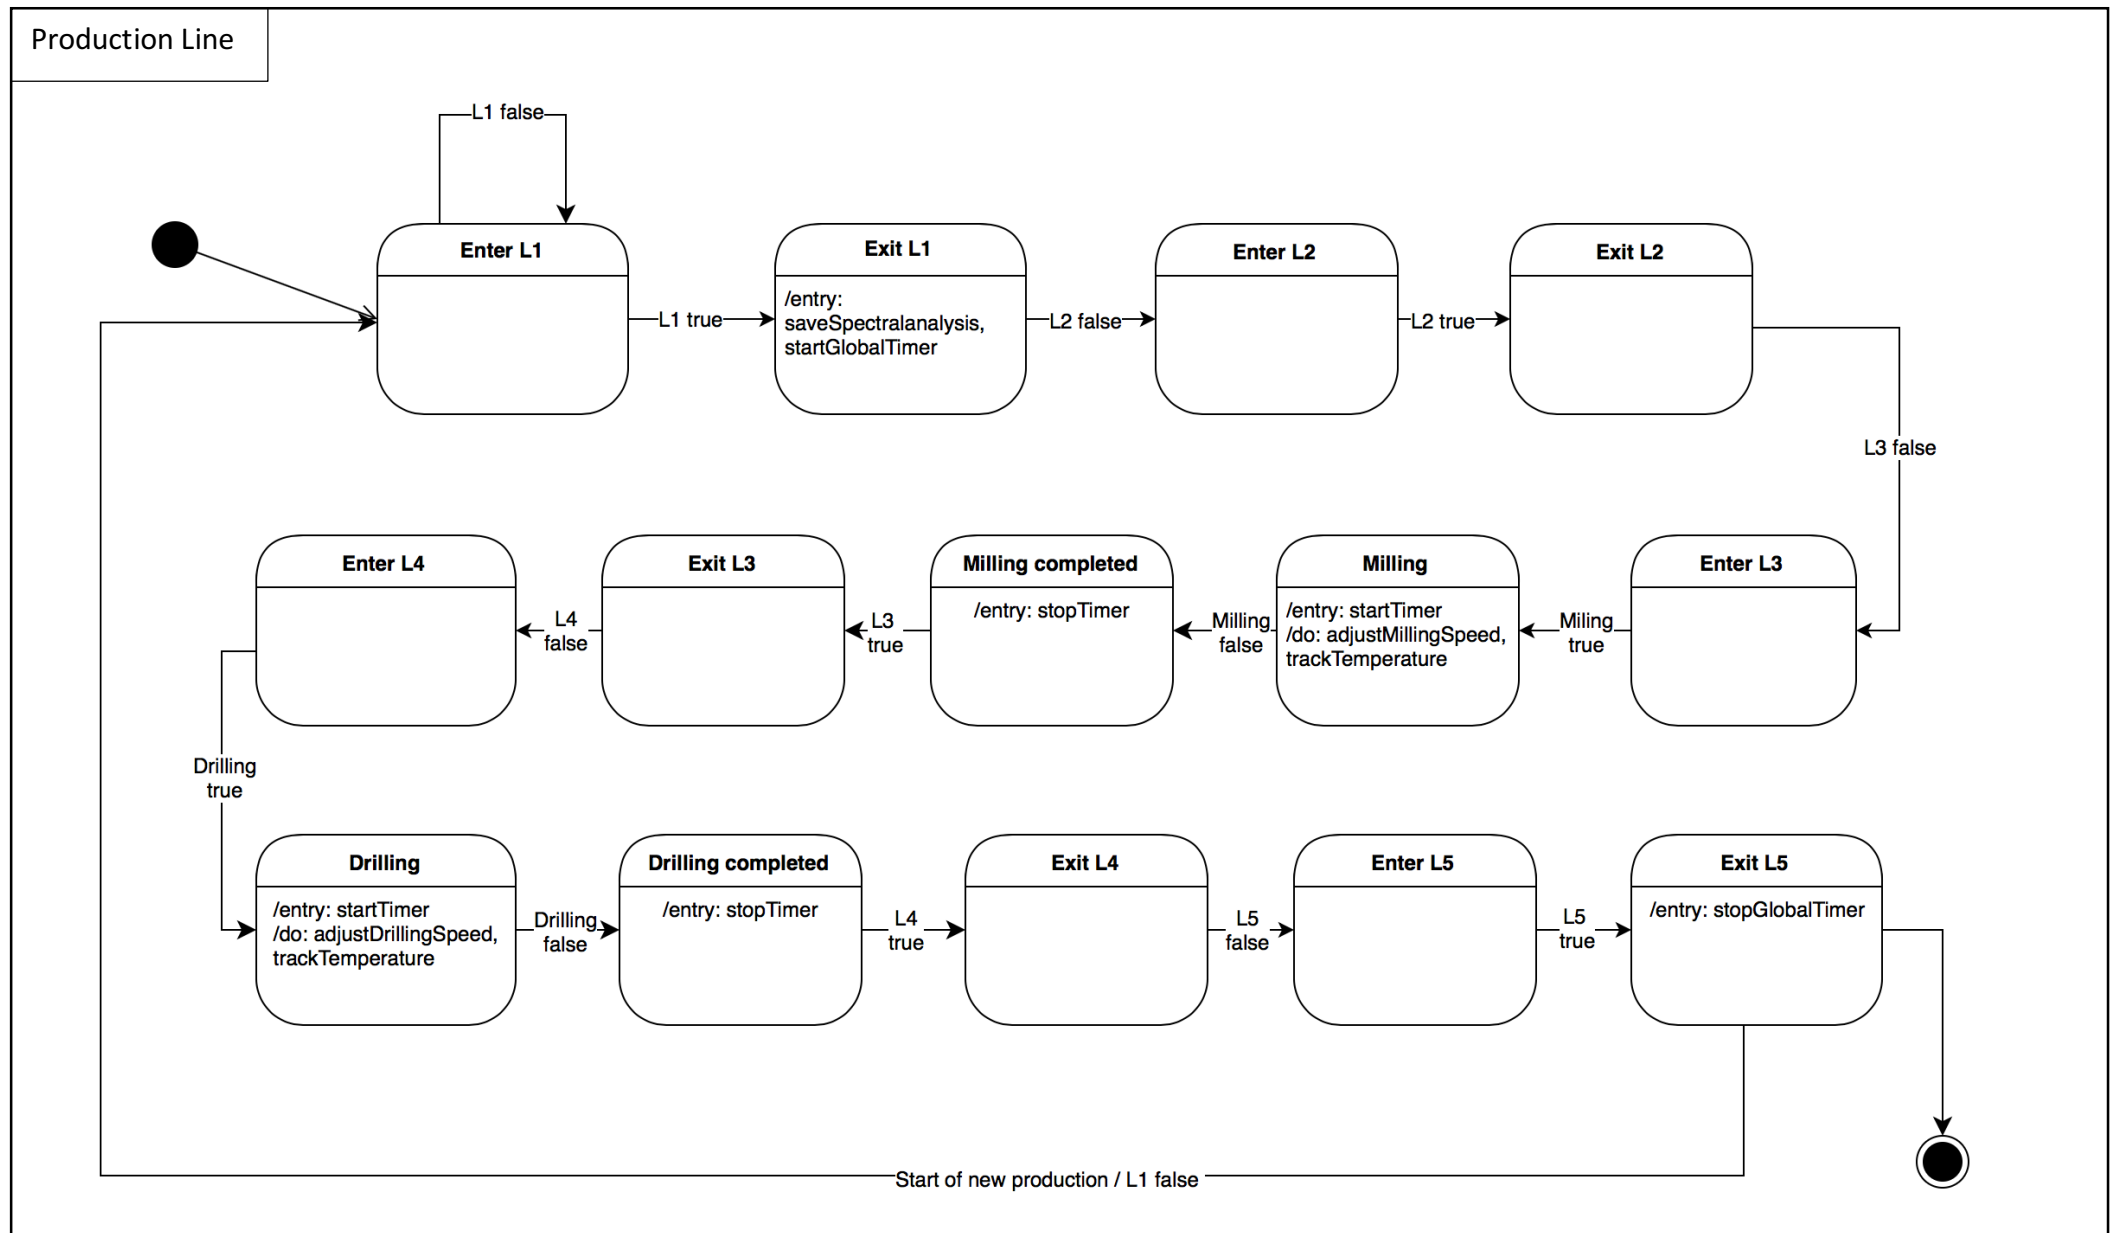 Production Line
L1 false
Enter L1
L1 true
Exit L1
/entry:
saveSpectralanalysis,
startGlobalTimer
L2 false
Enter L2
L2 true
Exit L2
L3 false
Enter L3
Miling
true
Milling
/entry: startTimer
/do: adjustMillingSpeed,
trackTemperature
Milling
false
Milling completed
/entry: stopTimer
L3
true
Exit L3
L4
false
Enter L4
Drilling
true
Drilling
/entry: startTimer
/do: adjustDrillingSpeed,
trackTemperature
Drilling
false
Drilling completed
/entry: stopTimer
L4
true
Exit L4
L5
false
Enter L5
L5
true
Exit L5
/entry: stopGlobalTimer
Start of new production / L1 false